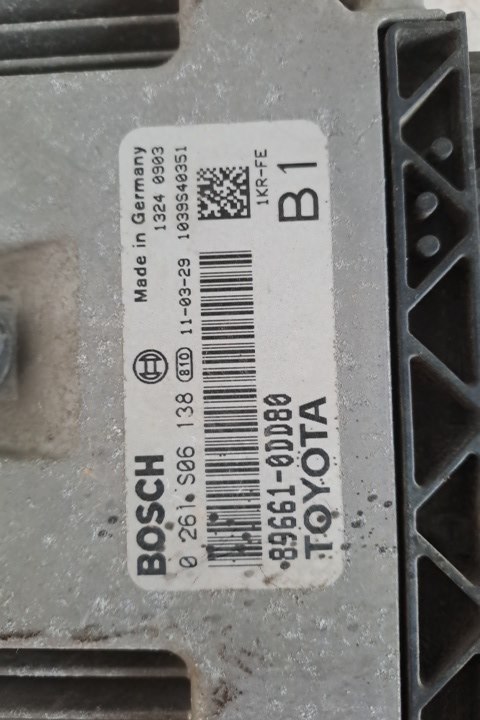 BOSCH Made in Germany
0 261 S06 138 1324 0903
810 11-03-29 1039S40351
1KR-FE
89661-0DD80 B1
TOYOTA